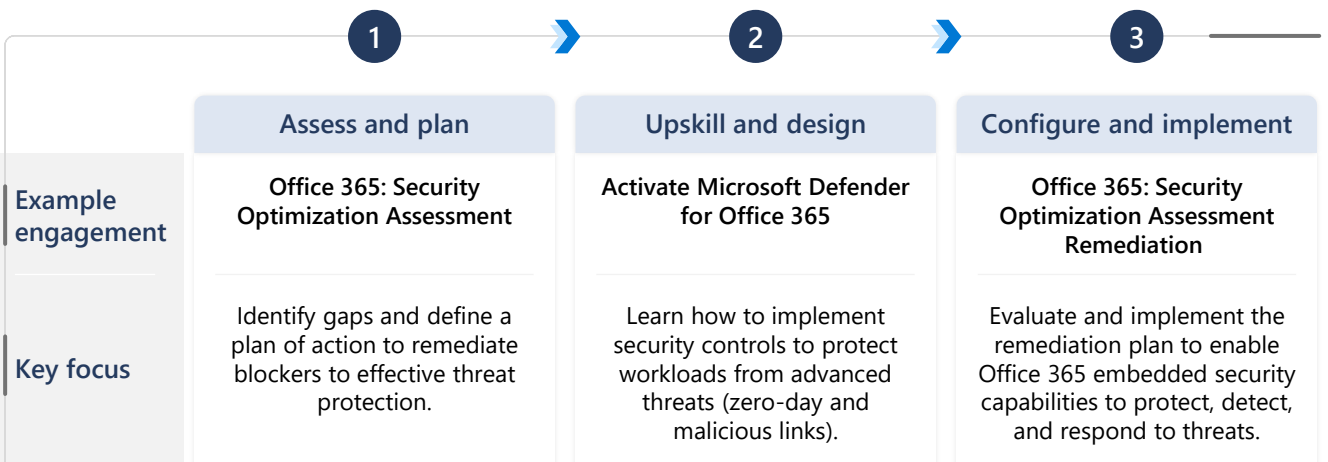 1
2
3
Assess and plan
Upskill and design
Configure and implement
Example
engagement
Office 365: Security
Optimization Assessment
Activate Microsoft Defender
for Office 365
Office 365: Security
Optimization Assessment
Remediation
Key focus
Identify gaps and define a
plan of action to remediate
blockers to effective threat
protection.
Learn how to implement
security controls to protect
workloads from advanced
threats (zero-day and
malicious links).
Evaluate and implement the
remediation plan to enable
Office 365 embedded security
capabilities to protect, detect,
and respond to threats.